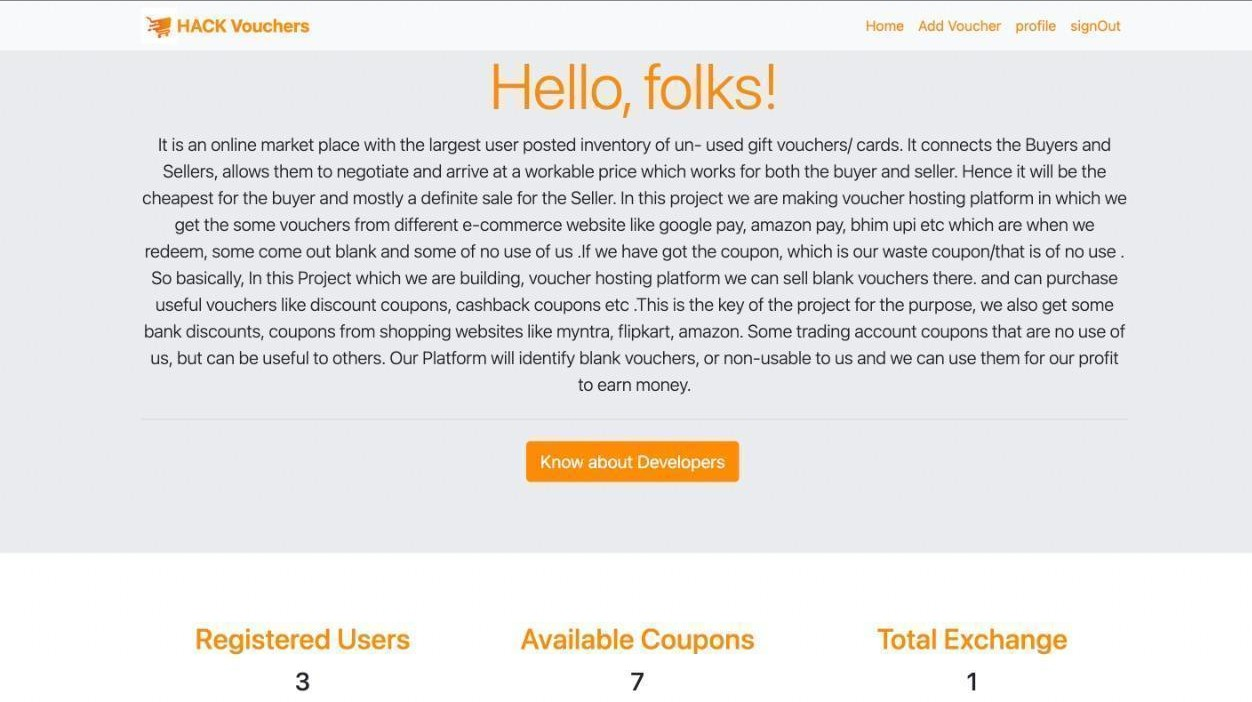 HACK Vouchers
Home Add Voucher profile signOut
Hello, folks!
It is an online market place with the largest user posted inventory of un- used gift vouchers/ cards. It connects the Buyers and
Sellers, allows them to negotiate and arrive at a workable price which works for both the buyer and seller. Hence it will be the
cheapest for the buyer and mostly a definite sale for the Seller. In this project we are making voucher hosting platform in which we
get the some vouchers from different e-commerce website like google pay, amazon pay, bhim upi etc which are when we
redeem, some come out blank and some of no use of us .If we have got the coupon, which is our waste coupon/that is of no use .
So basically, In this Project which we are building, voucher hosting platform we can sell blank vouchers there. and can purchase
useful vouchers like discount coupons, cashback coupons etc .This is the key of the project for the purpose, we also get some
bank discounts, coupons from shopping websites like myntra, flipkart, amazon. Some trading account coupons that are no use of
us, but can be useful to others. Our Platform will identify blank vouchers, or non-usable to us and we can use them for our profit
to earn money.
Know about Developers
Registered Users Available Coupons Total Exchange
3 7 1